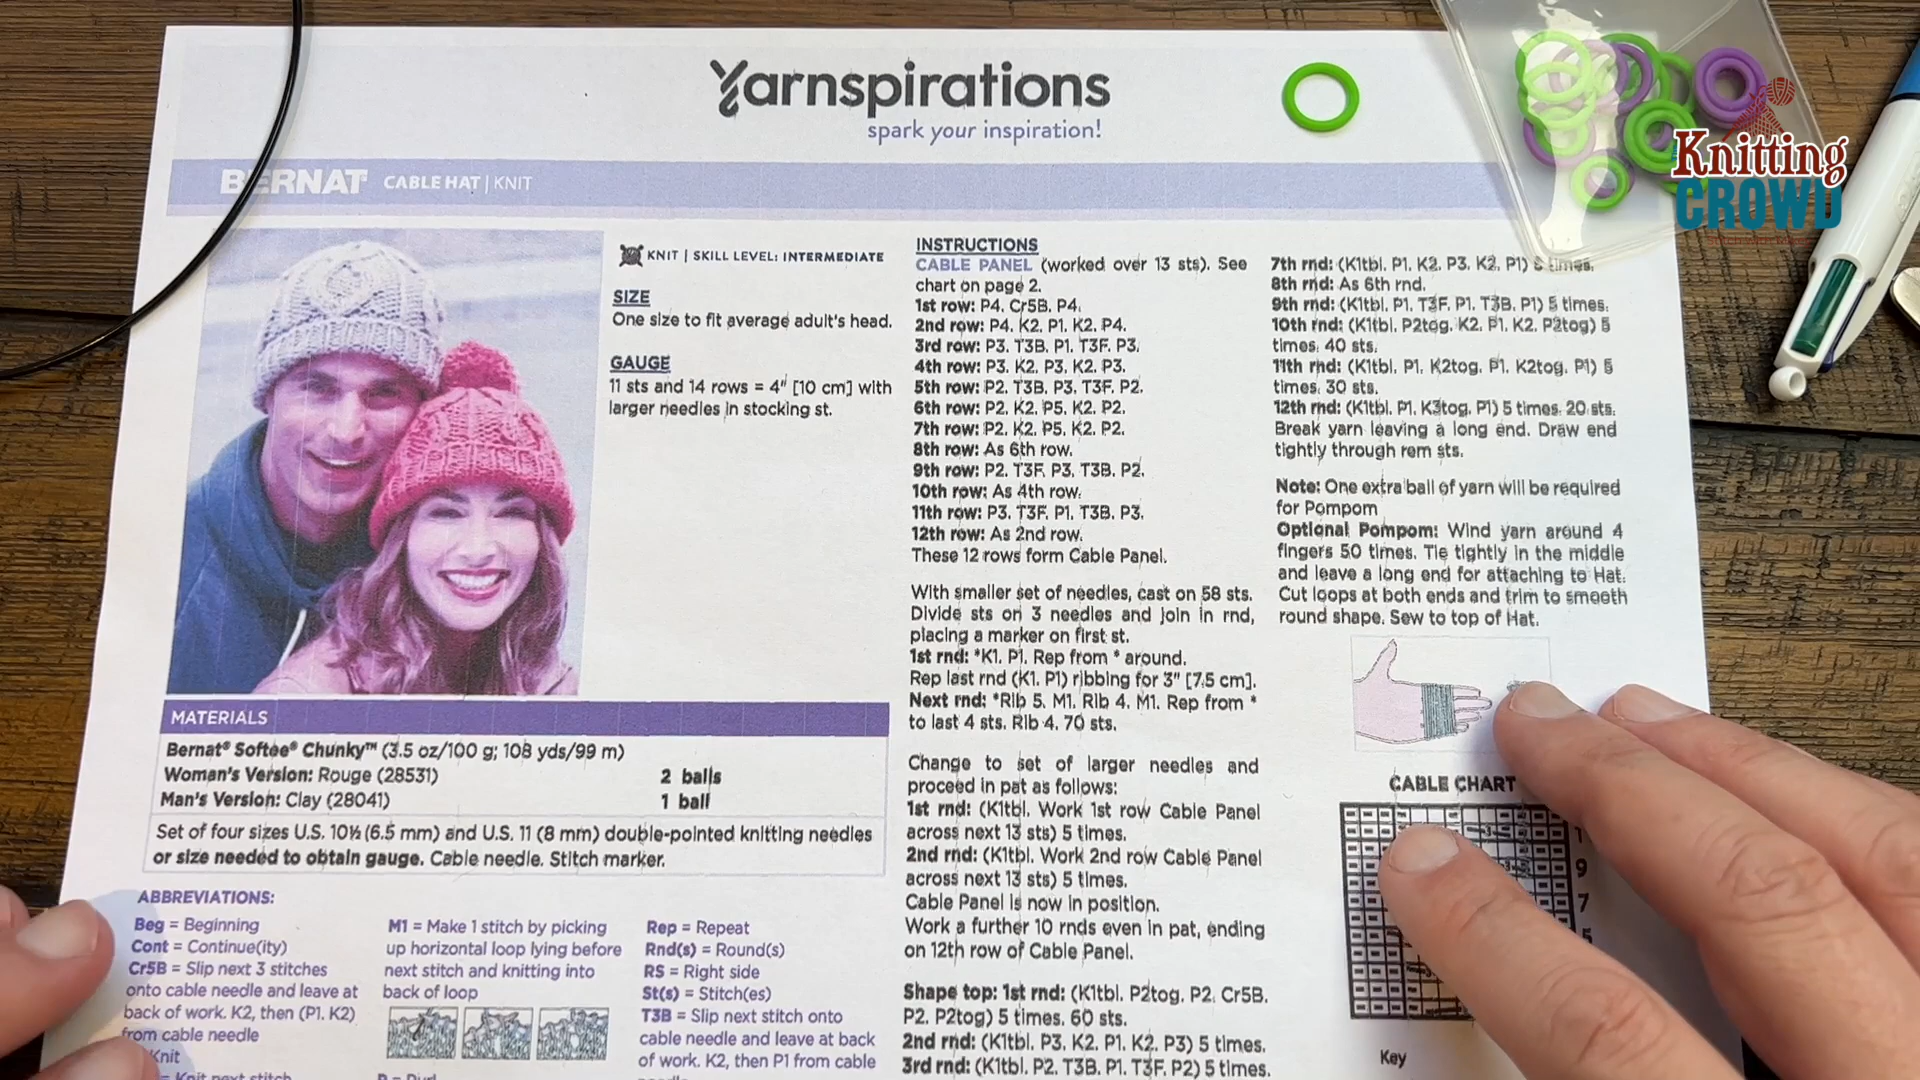 Yarnspirations
spark your inspiration!
Knitting
CROWD
BERNAT CABLE HAT | KNIT
KNIT | SKILL LEVEL: INTERMEDIATE
SIZE
One size to fit average adult's head.
GAUGE
11 sts and 14 rows = 4" [10 cm] with
larger needles in stocking st.
MATERIALS
Bernat® Softee® Chunky™ (3.5 oz/100 g; 108 yds/99 m)
Woman's Version: Rouge (28531) 2 balls
Man's Version: Clay (28041) 1 ball
Set of four sizes U.S. 10½ (6.5 mm) and U.S. 11 (8 mm) double-pointed knitting needles
or size needed to obtain gauge. Cable needle. Stitch marker.
ABBREVIATIONS:
Beg = Beginning
Cont = Continue(ity)
Cr5B = Slip next 3 stitches
onto cable needle and leave at
back of work. K2, then (P1. K2)
from cable needle
Knit
= Knit next stitch
M1 = Make 1 stitch by picking
up horizontal loop lying before
next stitch and knitting into
back of loop
P = Purl
Rep = Repeat
Rnd(s) = Round(s)
RS = Right side
St(s) = Stitch(es)
T3B = Slip next stitch onto
cable needle and leave at back
of work. K2, then P1 from cable
INSTRUCTIONS
CABLE PANEL (worked over 13 sts). See
chart on page 2.
1st row: P4. Cr5B. P4.
2nd row: P4. K2. P1. K2. P4.
3rd row: P3. T3B. P1. T3F. P3.
4th row: P3. K2. P3. K2. P3.
5th row: P2. T3B. P3. T3F. P2.
6th row: P2. K2. P5. K2. P2.
7th row: P2. K2. P5. K2. P2.
8th row: As 6th row.
9th row: P2. T3F. P3. T3B. P2.
10th row: As 4th row.
11th row: P3. T3F. P1. T3B. P3.
12th row: As 2nd row.
These 12 rows form Cable Panel.
With smaller set of needles, cast on 58 sts.
Divide sts on 3 needles and join in rnd,
placing a marker on first st.
1st rnd: *K1. P1. Rep from * around.
Rep last rnd (K1. P1) ribbing for 3" [7.5 cm].
Next rnd: *Rib 5. M1. Rib 4. M1. Rep from *
to last 4 sts. Rib 4. 70 sts.
Change to set of larger needles and
proceed in pat as follows:
1st rnd: (K1tbl. Work 1st row Cable Panel
across next 13 sts) 5 times.
2nd rnd: (K1tbl. Work 2nd row Cable Panel
across next 13 sts) 5 times.
Cable Panel is now in position.
Work a further 10 rnds even in pat, ending
on 12th row of Cable Panel.
Shape top: 1st rnd: (K1tbl. P2tog. P2. Cr5B.
P2. P2tog) 5 times. 60 sts.
2nd rnd: (K1tbl. P3. K2. P1. K2. P3) 5 times.
3rd rnd: (K1tbl. P2. T3B. P1. T3F. P2) 5 times.
7th rnd: (K1tbl. P1. K2. P3. K2. P1) 5 times.
8th rnd: As 6th rnd.
9th rnd: (K1tbl. P1. T3F. P1. T3B. P1) 5 times.
10th rnd: (K1tbl. P2tog. K2. P1. K2. P2tog) 5
times. 40 sts.
11th rnd: (K1tbl. P1. K2tog. P1. K2tog. P1) 5
times. 30 sts.
12th rnd: (K1tbl. P1. K3tog. P1) 5 times. 20 sts.
Break yarn leaving a long end. Draw end
tightly through rem sts.
Note: One extra ball of yarn will be required
for Pompom
Optional Pompom: Wind yarn around 4
fingers 50 times. Tie tightly in the middle
and leave a long end for attaching to Hat.
Cut loops at both ends and trim to smooth
round shape. Sew to top of Hat.
CABLE CHART
9
7
5
Key